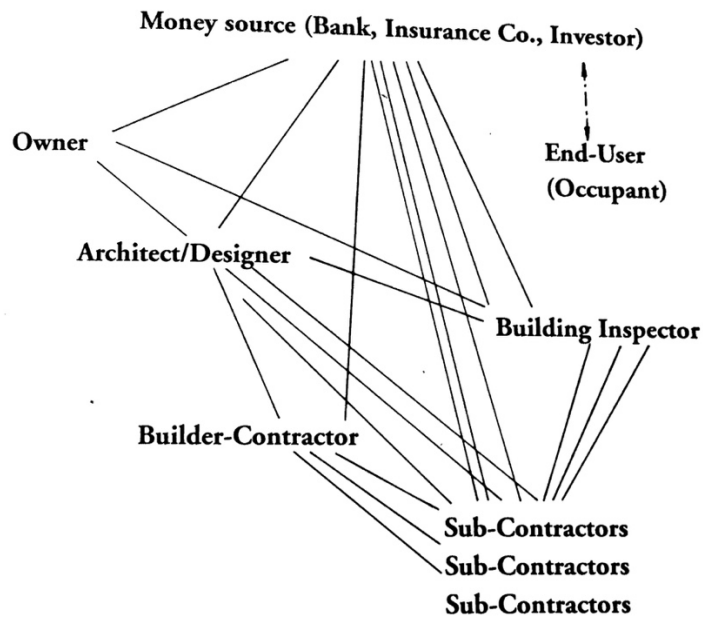 Money source (Bank, Insurance Co., Investor)
Owner
End-User
(Occupant)
Architect/Designer
Building Inspector
Builder-Contractor
Sub-Contractors
Sub-Contractors
Sub-Contractors